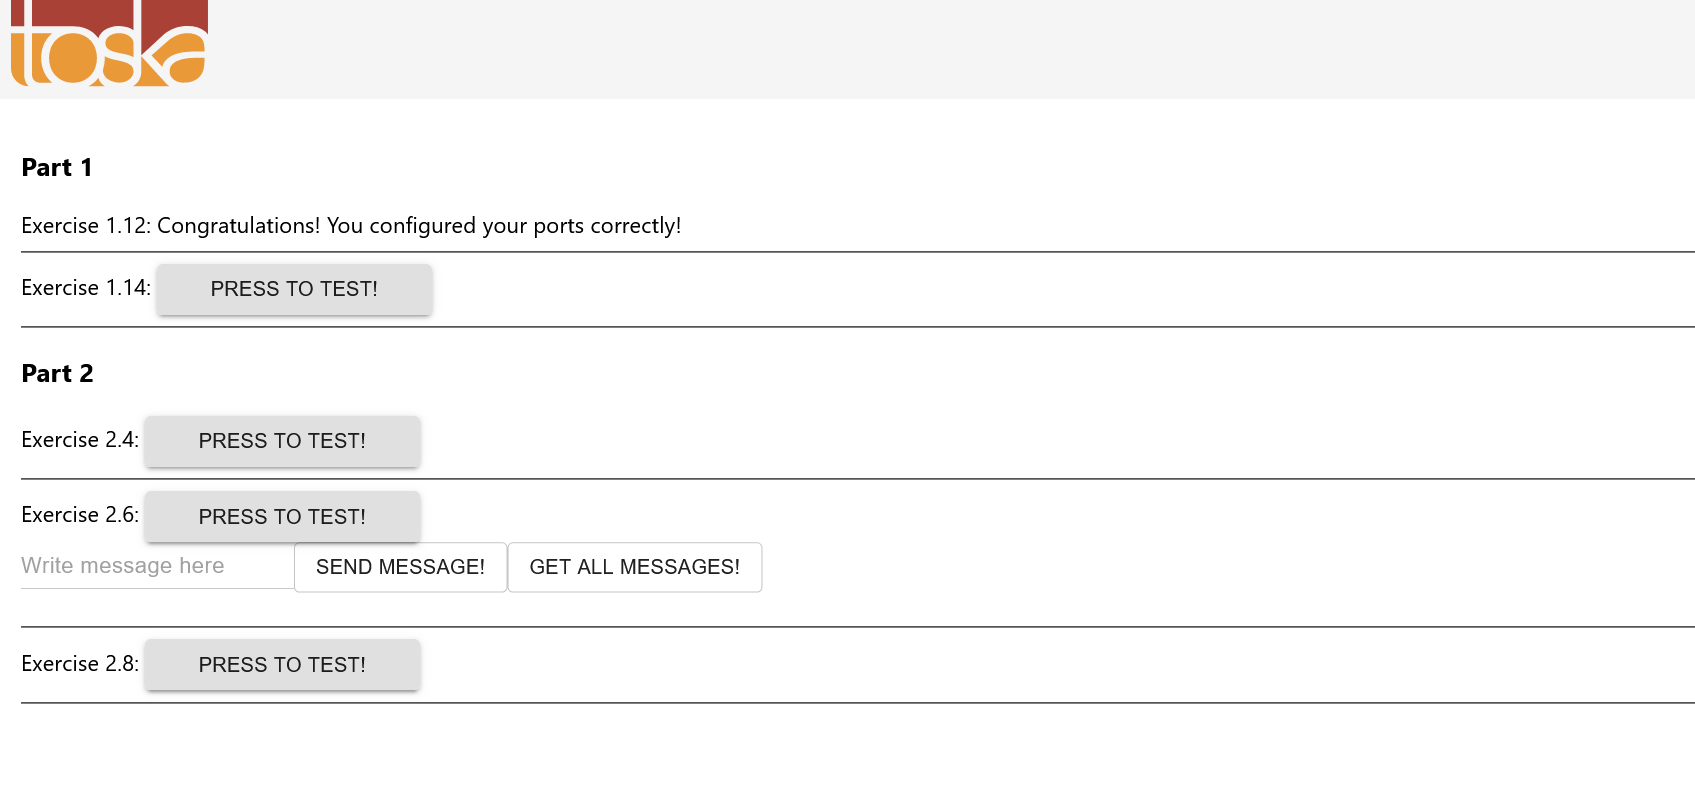 toska
Part 1
Exercise 1.12: Congratulations! You configured your ports correctly!
Exercise 1.14: PRESS TO TEST!
Part 2
Exercise 2.4: PRESS TO TEST!
Exercise 2.6: PRESS TO TEST!
Write message here SEND MESSAGE! GET ALL MESSAGES!
Exercise 2.8: PRESS TO TEST!